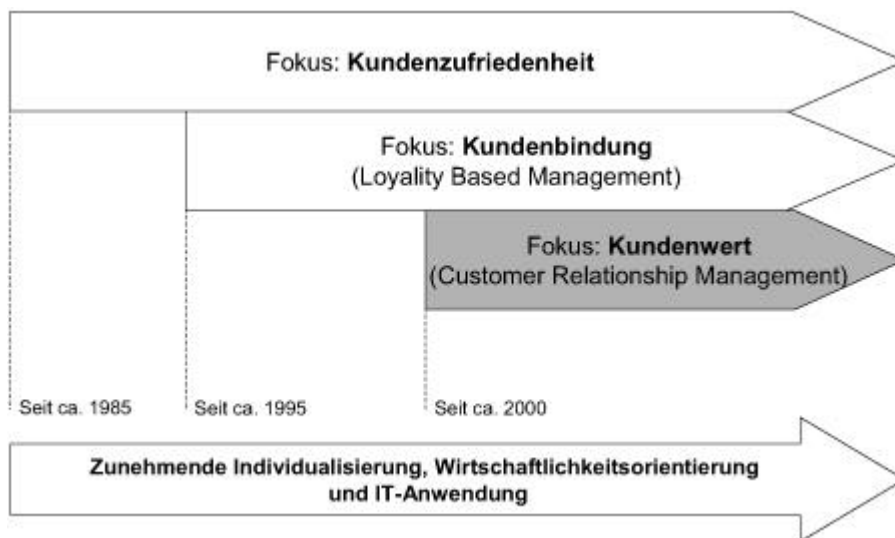 Fokus: Kundenzufriedenheit
Fokus: Kundenbindung
(Loyality Based Management)
Fokus: Kundenwert
(Customer Relationship Management)
Seit ca. 1985
Seit ca. 1995
Seit ca. 2000
Zunehmende Individualisierung, Wirtschaftlichkeitsorientierung
und IT-Anwendung